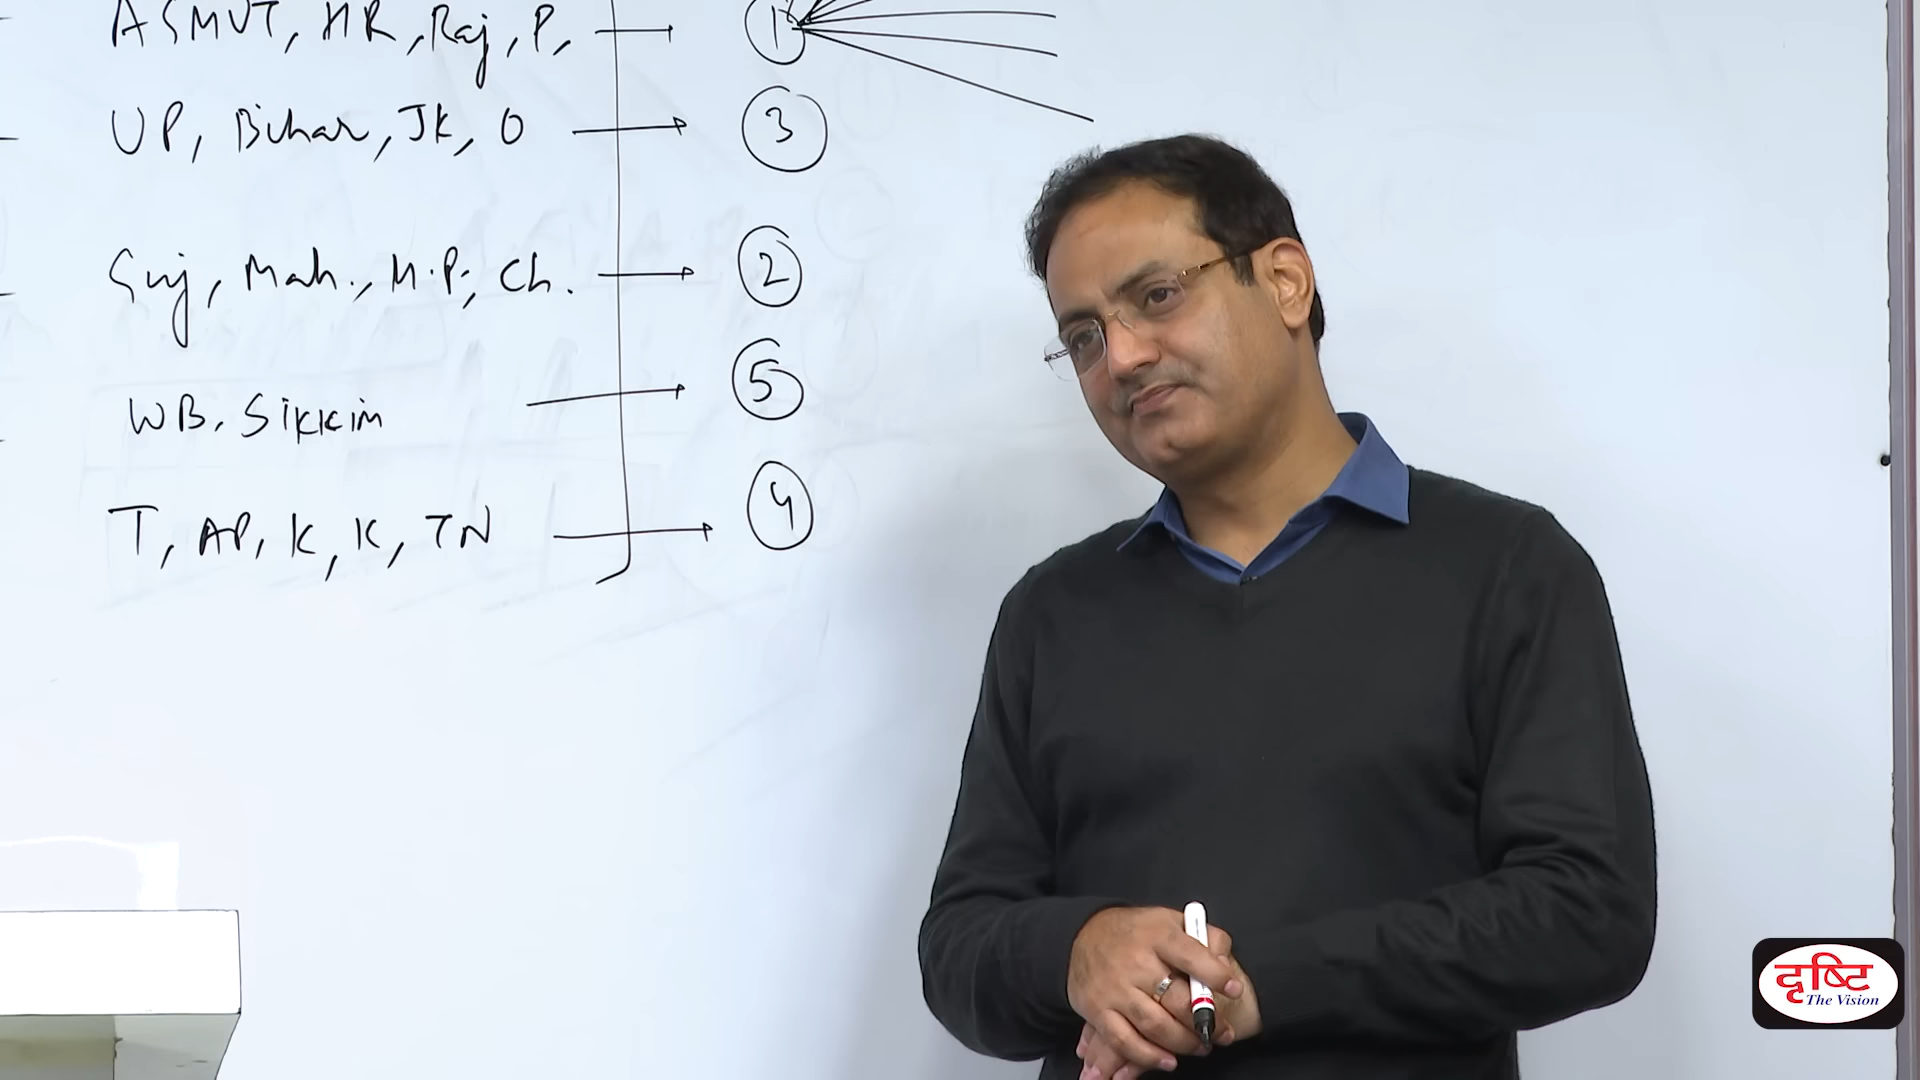 ASMVT, HR, Raj, P, → 1
UP, Bihar, JK, O → 3
Guj, Mah., M.P., Ch. → 2
WB, Sikkim → 5
T, AP, K, K, TN → 4
दृष्टि
The Vision